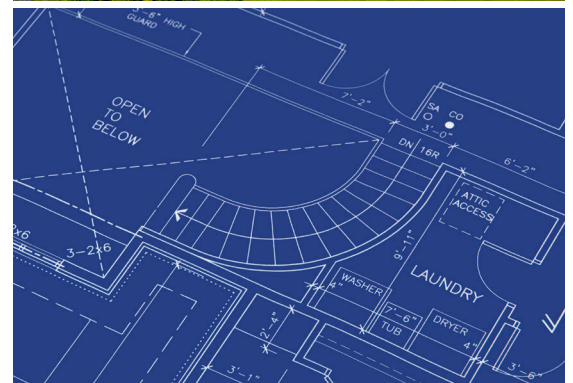 3'-6" HIGH
GUARD
OPEN
TO
BELOW
7'-2"
SA
CO
3'-0"
DN 16R
6'-2"
ATTIC
ACCESS
9'-11"
LAUNDRY
3-2x6
WASHER
4"
7'-6"
TUB
DRYER
4"
2'-4"
3'-1"
3'-6"